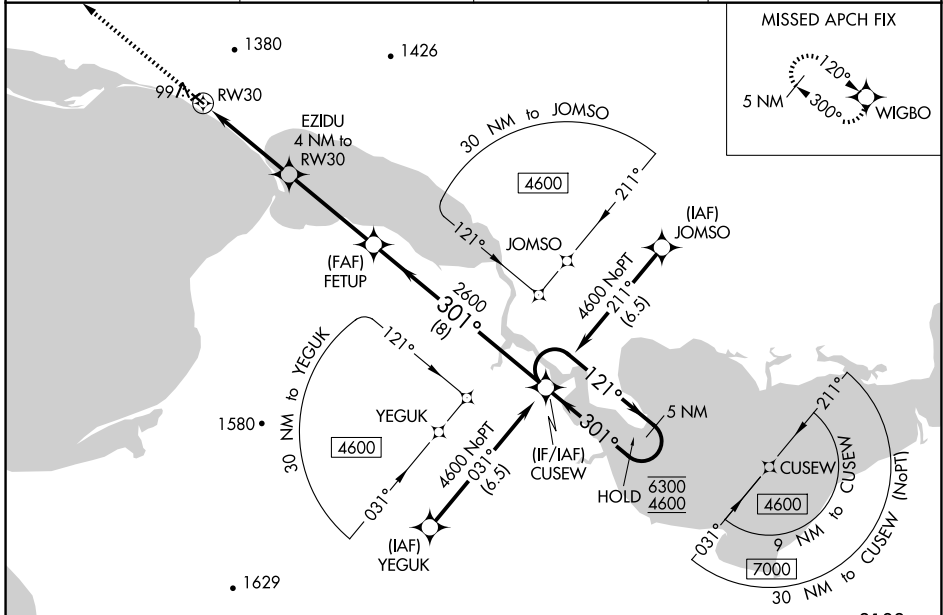 MISSED APCH FIX
120°
300°
5 NM
WIGBO
1380
1426
991
RW30
EZIDU
4 NM to
RW30
30 NM to JOMSO
4600
121°
211°
JOMSO
(IAF)
JOMSO
4600 NoPT
211°
(6.5)
(FAF)
FETUP
2600
301°
(8)
30 NM to YEGUK
121°
YEGUK
4600
031°
1580
4600 NoPT
031°
(6.5)
(IAF)
YEGUK
(IF/IAF)
CUSEW
121°
301°
5 NM
HOLD
6300
4600
211°
CUSEW
4600
9 NM to CUSEW
031°
7000
30 NM to CUSEW (NoPT)
1629